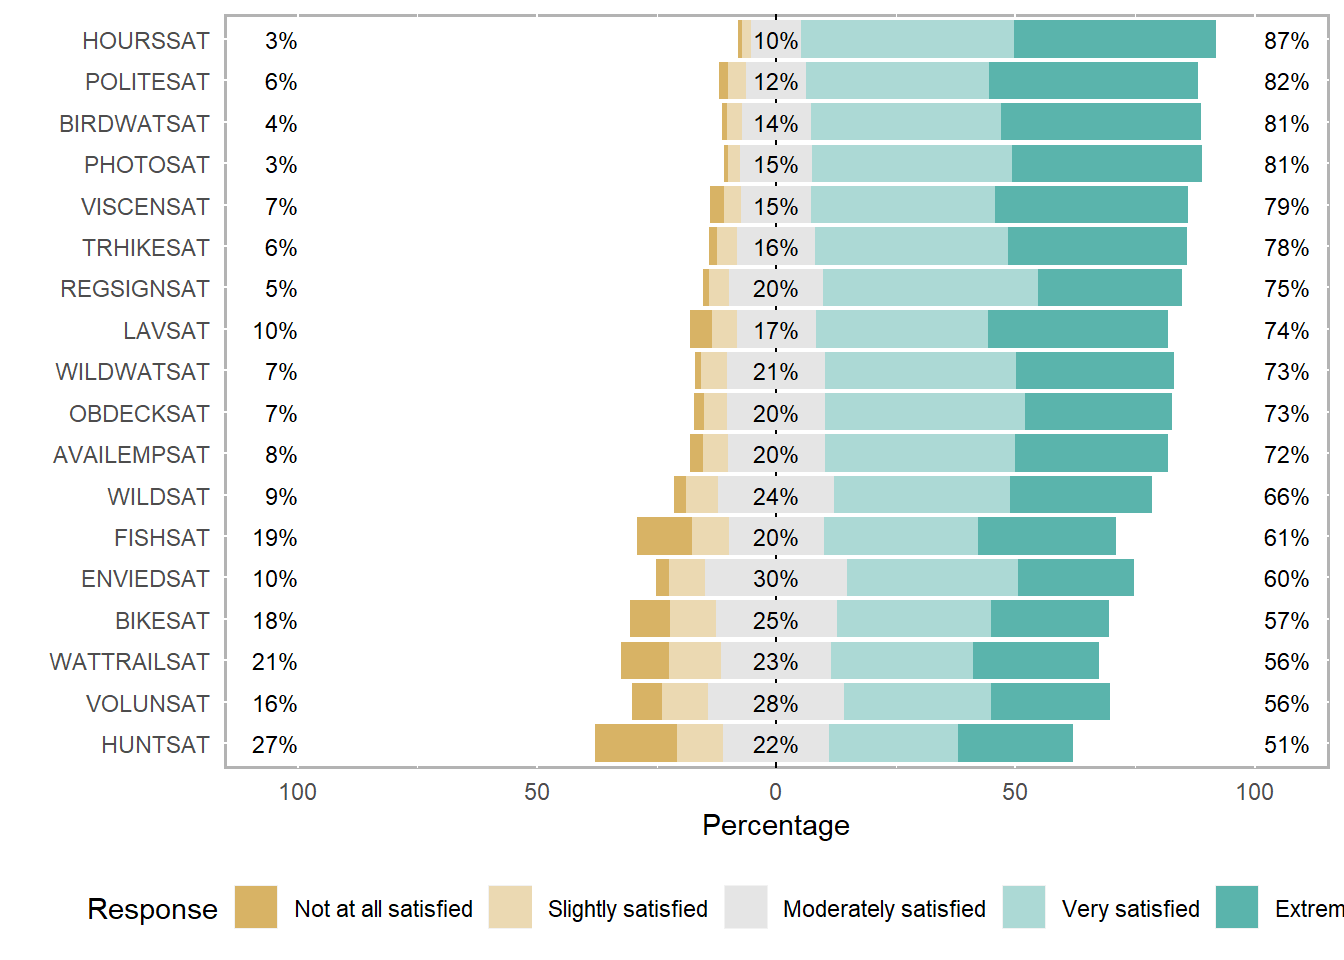 HOURSSAT 3% 10% 87%
POLITESAT 6% 12% 82%
BIRDWATSAT 4% 14% 81%
PHOTOSAT 3% 15% 81%
VISCENSAT 7% 15% 79%
TRHIKESAT 6% 16% 78%
REGSIGNSAT 5% 20% 75%
LAVSAT 10% 17% 74%
WILDWATSAT 7% 21% 73%
OBDECKSAT 7% 20% 73%
AVAILEMPSAT 8% 20% 72%
WILDSAT 9% 24% 66%
FISHSAT 19% 20% 61%
ENVIEDSAT 10% 30% 60%
BIKESAT 18% 25% 57%
WATTRAILSAT 21% 23% 56%
VOLUNSAT 16% 28% 56%
HUNTSAT 27% 22% 51%
100 50 0 50 100
Percentage
Response Not at all satisfied Slightly satisfied Moderately satisfied Very satisfied Extrem